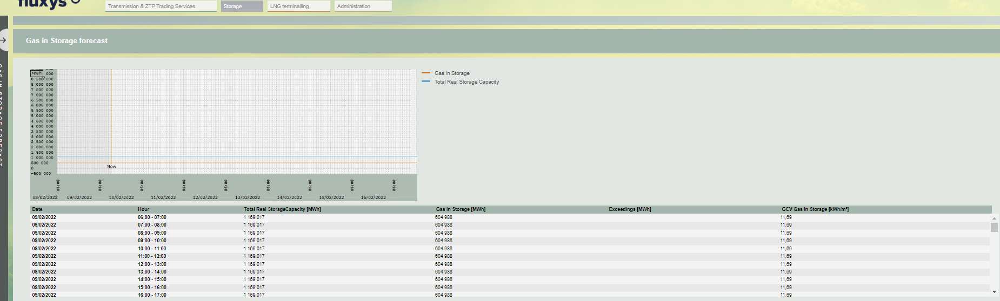 fluxys
Transmission & ZTP Trading Services
Storage
LNG terminalling
Administration
Gas in Storage forecast
GAS IN STORAGE FORECAST
MWh
000
8 500 000
8 000 000
7 500 000
7 000 000
6 500 000
6 000 000
5 500 000
5 000 000
4 500 000
4 000 000
3 500 000
3 000 000
2 500 000
2 000 000
1 500 000
1 000 000
500 000
0
-500 000
Now
Gas In Storage
Total Real Storage Capacity
06:00 06:00 06:00 06:00 06:00 06:00 06:00 06:00 06:00
08/02/2022 09/02/2022 10/02/2022 11/02/2022 12/02/2022 13/02/2022 14/02/2022 15/02/2022 16/02/2022
Date Hour Total Real StorageCapacity [MWh] Gas In Storage [MWh] Exceedings [MWh] GCV Gas In Storage [kWh/m³]
09/02/2022 06:00 - 07:00 1 169 017 604 988 11,69
09/02/2022 07:00 - 08:00 1 169 017 604 988 11,69
09/02/2022 08:00 - 09:00 1 169 017 604 988 11,69
09/02/2022 09:00 - 10:00 1 169 017 604 988 11,69
09/02/2022 10:00 - 11:00 1 169 017 604 988 11,69
09/02/2022 11:00 - 12:00 1 169 017 604 988 11,69
09/02/2022 12:00 - 13:00 1 169 017 604 988 11,69
09/02/2022 13:00 - 14:00 1 169 017 604 988 11,69
09/02/2022 14:00 - 15:00 1 169 017 604 988 11,69
09/02/2022 15:00 - 16:00 1 169 017 604 988 11,69
09/02/2022 16:00 - 17:00 1 169 017 604 988 11,69